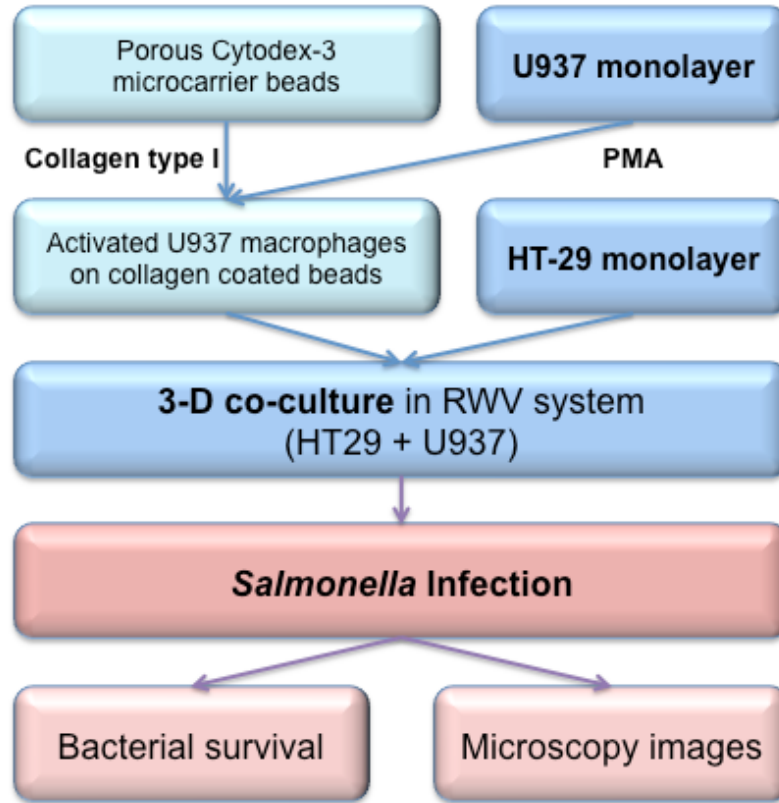 Porous Cytodex-3
microcarrier beads
U937 monolayer
Collagen type I
PMA
Activated U937 macrophages
on collagen coated beads
HT-29 monolayer
3-D co-culture in RWV system
(HT29 + U937)
Salmonella Infection
Bacterial survival
Microscopy images